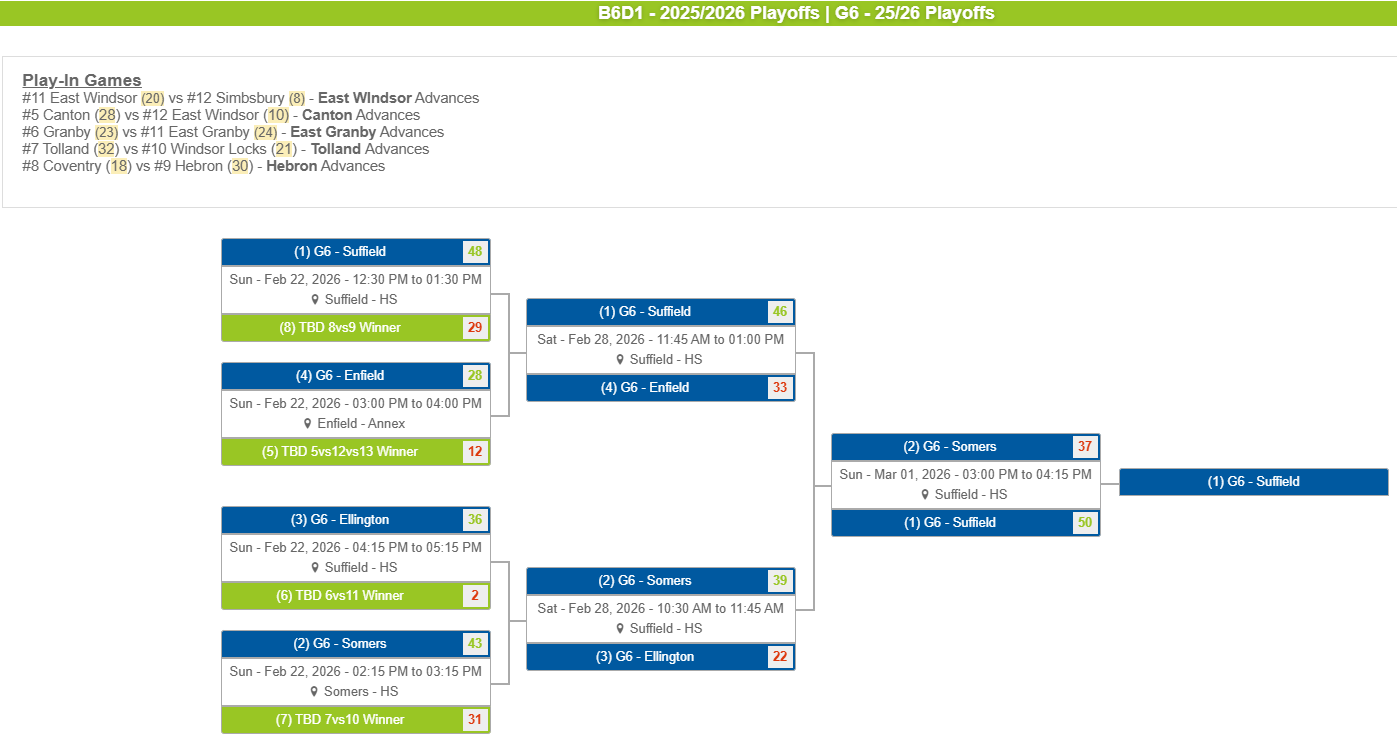 B6D1 - 2025/2026 Playoffs | G6 - 25/26 Playoffs
Play-In Games
#11 East Windsor (20) vs #12 Simbsbury (8) - East WIndsor Advances
#5 Canton (28) vs #12 East Windsor (10) - Canton Advances
#6 Granby (23) vs #11 East Granby (24) - East Granby Advances
#7 Tolland (32) vs #10 Windsor Locks (21) - Tolland Advances
#8 Coventry (18) vs #9 Hebron (30) - Hebron Advances
(1) G6 - Suffield 48
Sun - Feb 22, 2026 - 12:30 PM to 01:30 PM
Suffield - HS
(8) TBD 8vs9 Winner 29
(4) G6 - Enfield 28
Sun - Feb 22, 2026 - 03:00 PM to 04:00 PM
Enfield - Annex
(5) TBD 5vs12vs13 Winner 12
(3) G6 - Ellington 36
Sun - Feb 22, 2026 - 04:15 PM to 05:15 PM
Suffield - HS
(6) TBD 6vs11 Winner 2
(2) G6 - Somers 43
Sun - Feb 22, 2026 - 02:15 PM to 03:15 PM
Somers - HS
(7) TBD 7vs10 Winner 31
(1) G6 - Suffield 46
Sat - Feb 28, 2026 - 11:45 AM to 01:00 PM
Suffield - HS
(4) G6 - Enfield 33
(2) G6 - Somers 39
Sat - Feb 28, 2026 - 10:30 AM to 11:45 AM
Suffield - HS
(3) G6 - Ellington 22
(2) G6 - Somers 37
Sun - Mar 01, 2026 - 03:00 PM to 04:15 PM
Suffield - HS
(1) G6 - Suffield 50
(1) G6 - Suffield